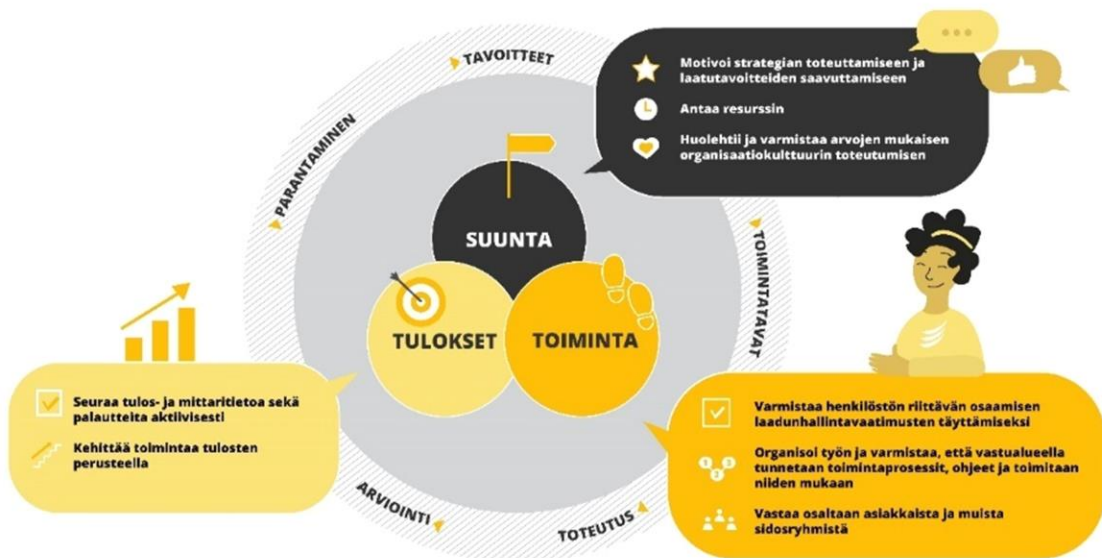 TAVOITTEET
Motivoi strategian toteuttamiseen ja
laatutavoitteiden saavuttamiseen
Antaa resurssin
Huolehtii ja varmistaa arvojen mukaisen
organisaatiokulttuurin toteutumisen
PARANTAMINEN
SUUNTA
TOIMINTATAVAT
TULOKSET
TOIMINTA
Seuraa tulos- ja mittaritietoa sekä
palautteita aktiivisesti
Kehittää toimintaa tulosten
perusteella
Varmistaa henkilöstön riittävän osaamisen
laadunhallintavaatimusten täyttämiseksi
Organisoi työn ja varmistaa, että vastualueella
tunnetaan toimintaprosessit, ohjeet ja toimitaan
niiden mukaan
Vastaa osaltaan asiakkaista ja muista
sidosryhmistä
ARVIOINTI
TOTEUTUS